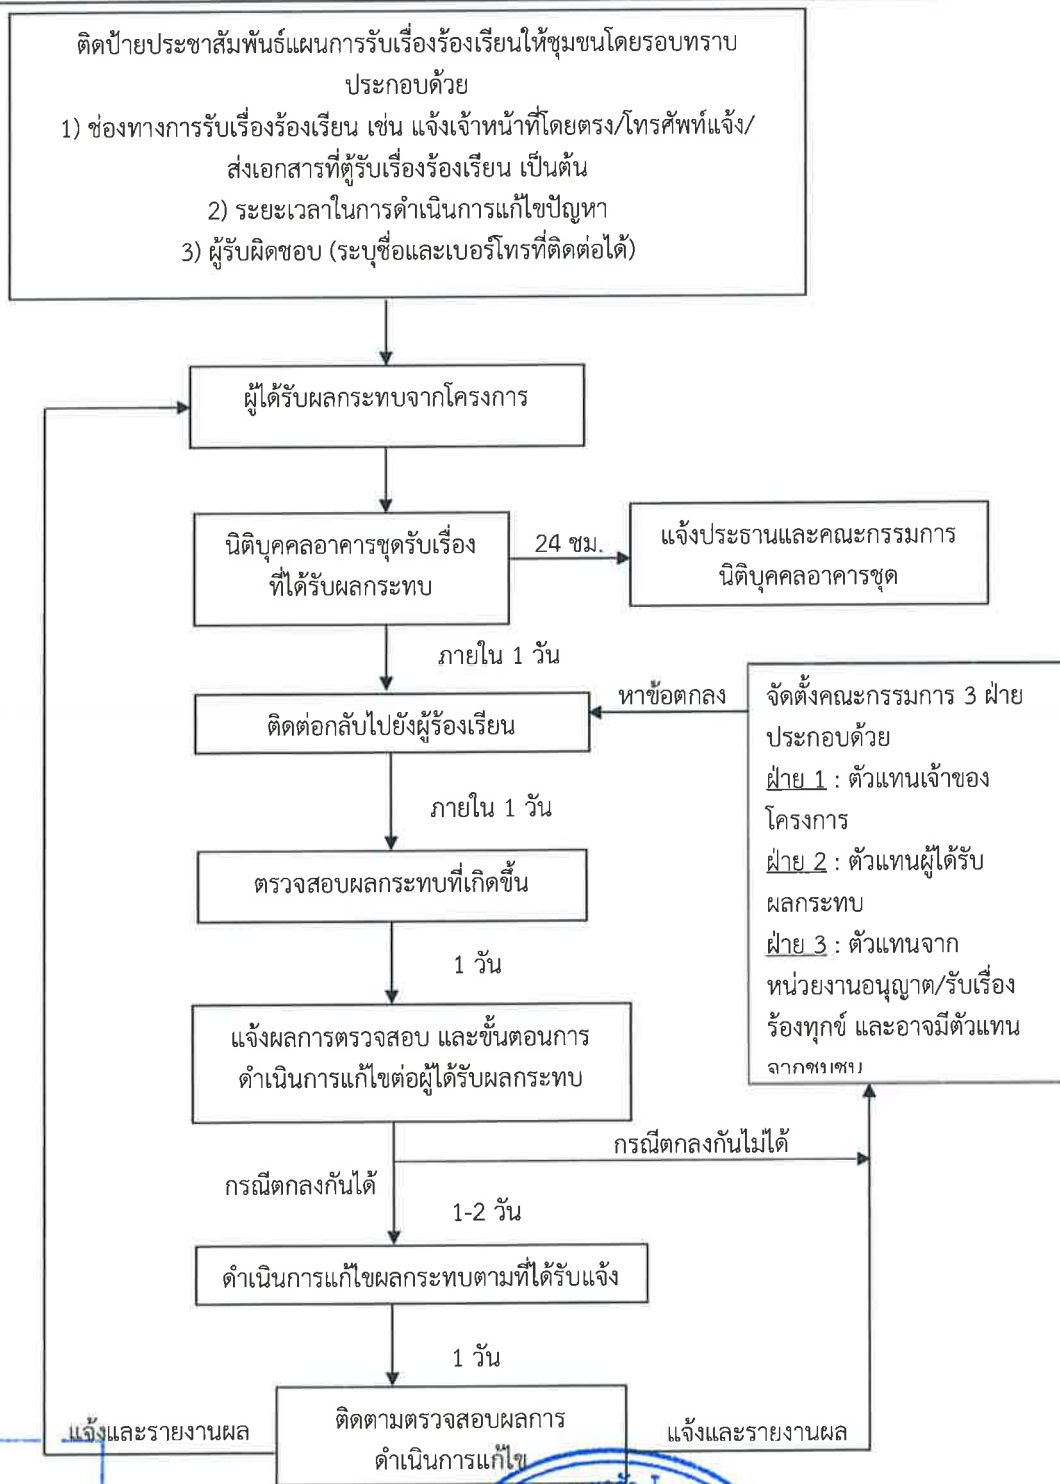 ติดป้ายประชาสัมพันธ์แผนการรับเรื่องร้องเรียนให้ชุมชนโดยรอบทราบ
ประกอบด้วย
1) ช่องทางการรับเรื่องร้องเรียน เช่น แจ้งเจ้าหน้าที่โดยตรง/โทรศัพท์แจ้ง/
ส่งเอกสารที่ตู้รับเรื่องร้องเรียน เป็นต้น
2) ระยะเวลาในการดำเนินการแก้ไขปัญหา
3) ผู้รับผิดชอบ (ระบุชื่อและเบอร์โทรที่ติดต่อได้)
ผู้ได้รับผลกระทบจากโครงการ
นิติบุคคลอาคารชุดรับเรื่อง
ที่ได้รับผลกระทบ
24 ชม.
แจ้งประธานและคณะกรรมการ
นิติบุคคลอาคารชุด
ภายใน 1 วัน
ติดต่อกลับไปยังผู้ร้องเรียน
หาข้อตกลง
จัดตั้งคณะกรรมการ 3 ฝ่าย
ประกอบด้วย
ฝ่าย 1 : ตัวแทนเจ้าของ
โครงการ
ฝ่าย 2 : ตัวแทนผู้ได้รับ
ผลกระทบ
ฝ่าย 3 : ตัวแทนจาก
หน่วยงานอนุญาต/รับเรื่อง
ร้องทุกข์ และอาจมีตัวแทน
จากชุมชน
ภายใน 1 วัน
ตรวจสอบผลกระทบที่เกิดขึ้น
1 วัน
แจ้งผลการตรวจสอบ และขั้นตอนการ
ดำเนินการแก้ไขต่อผู้ได้รับผลกระทบ
กรณีตกลงกันไม่ได้
กรณีตกลงกันได้
1-2 วัน
ดำเนินการแก้ไขผลกระทบตามที่ได้รับแจ้ง
1 วัน
ติดตามตรวจสอบผลการ
ดำเนินการแก้ไข
แจ้งและรายงานผล
แจ้งและรายงานผล